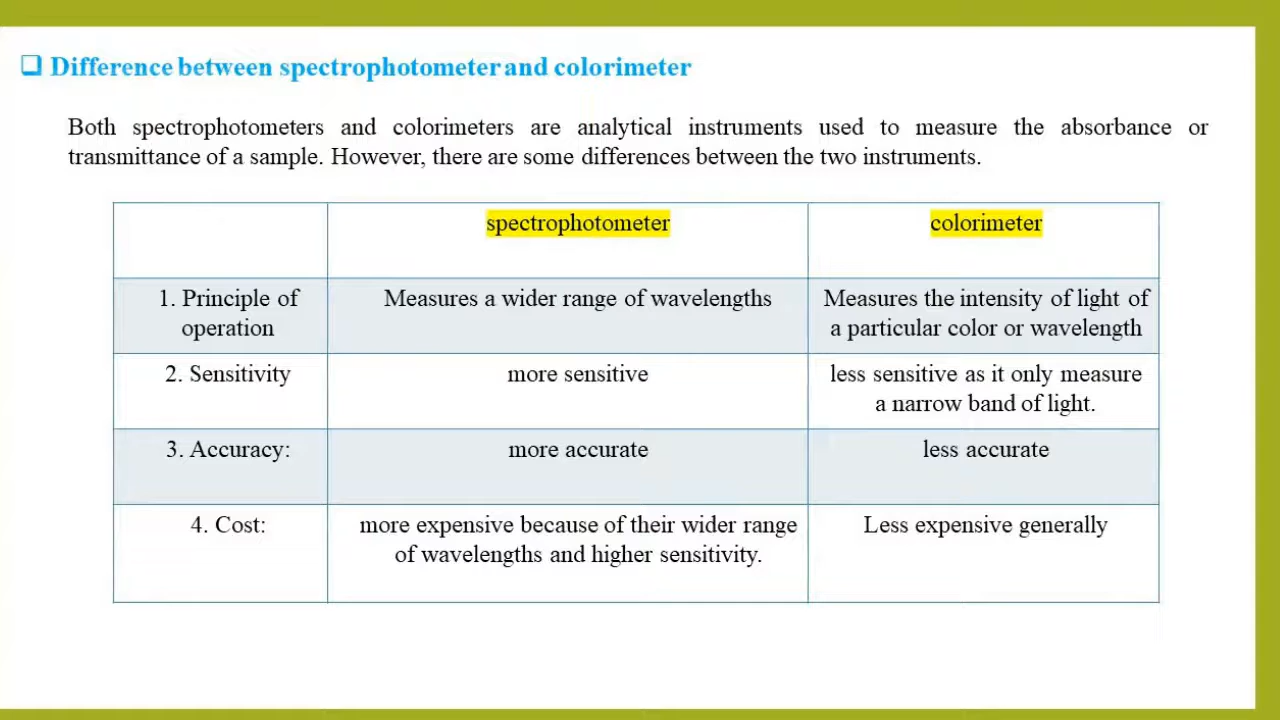 Difference between spectrophotometer and colorimeter
Both spectrophotometers and colorimeters are analytical instruments used to measure the absorbance or
transmittance of a sample. However, there are some differences between the two instruments.
spectrophotometer
colorimeter
1. Principle of
operation
Measures a wider range of wavelengths
Measures the intensity of light of
a particular color or wavelength
2. Sensitivity
more sensitive
less sensitive as it only measure
a narrow band of light.
3. Accuracy:
more accurate
less accurate
4. Cost:
more expensive because of their wider range
of wavelengths and higher sensitivity.
Less expensive generally